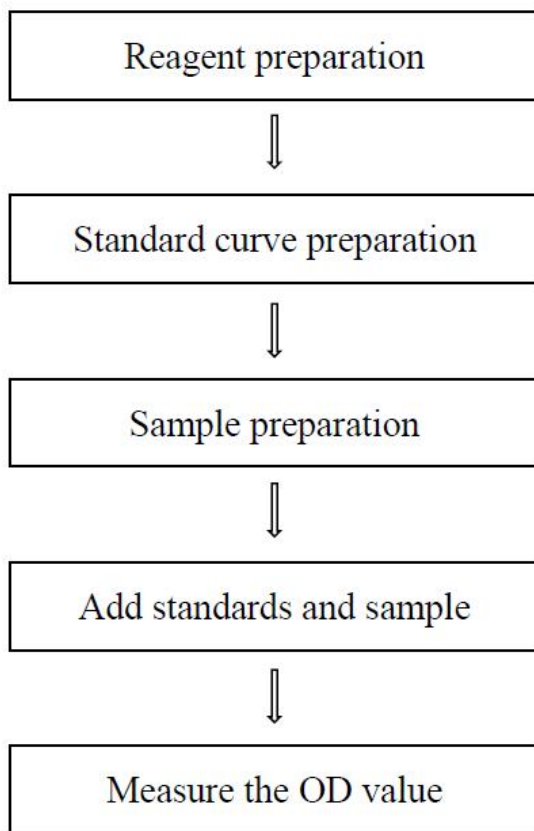 Reagent preparation
Standard curve preparation
Sample preparation
Add standards and sample
Measure the OD value